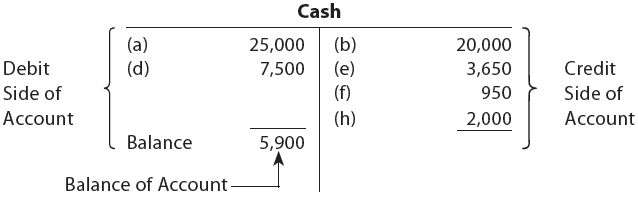 Cash
(a) 25,000 (b) 20,000
Debit (d) 7,500 (e) 3,650 Credit
Side of (f) 950 Side of
Account (h) 2,000 Account
Balance 5,900
Balance of Account